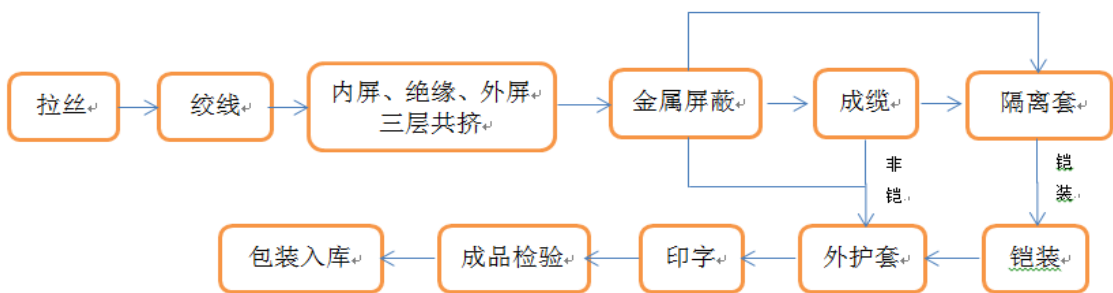 拉丝
绞线
内屏、绝缘、外屏
三层共挤
金属屏蔽
成缆
隔离套
非
铠
铠
装
包装入库
成品检验
印字
外护套
铠装